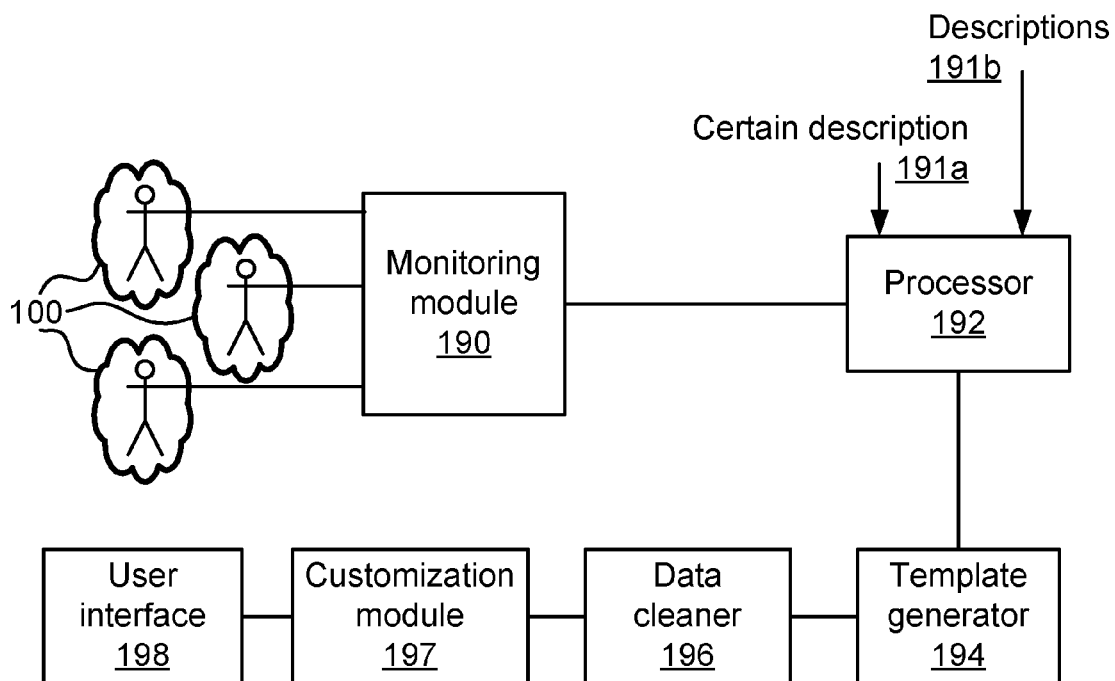 Descriptions
191b
Certain description
191a
100
Monitoring
module
190
Processor
192
User
interface
198
Customization
module
197
Data
cleaner
196
Template
generator
194